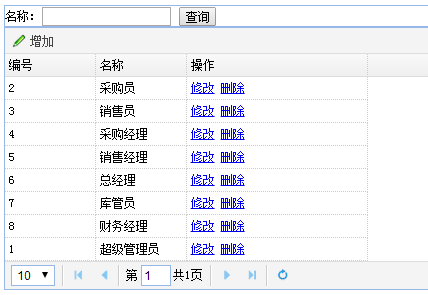 名称： 查询
增加
编号 名称 操作
2 采购员 修改 删除
3 销售员 修改 删除
4 采购经理 修改 删除
5 销售经理 修改 删除
6 总经理 修改 删除
7 库管员 修改 删除
8 财务经理 修改 删除
1 超级管理员 修改 删除
10 第 1 共1页